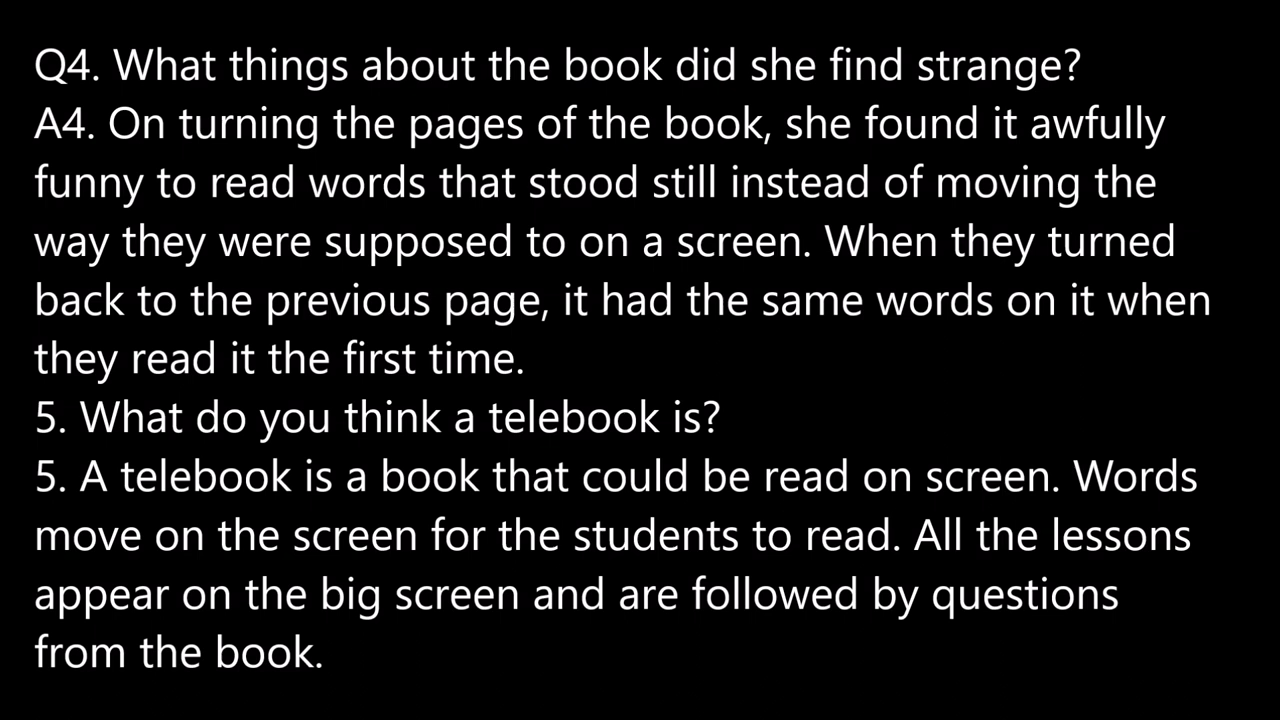 Q4. What things about the book did she find strange?
A4. On turning the pages of the book, she found it awfully
funny to read words that stood still instead of moving the
way they were supposed to on a screen. When they turned
back to the previous page, it had the same words on it when
they read it the first time.
5. What do you think a telebook is?
5. A telebook is a book that could be read on screen. Words
move on the screen for the students to read. All the lessons
appear on the big screen and are followed by questions
from the book.